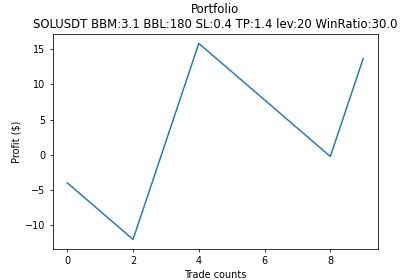 Portfolio
SOLUSDT BBM:3.1 BBL:180 SL:0.4 TP:1.4 lev:20 WinRatio:30.0
15
10
5
0
−5
−10
Profit ($)
0 2 4 6 8
Trade counts